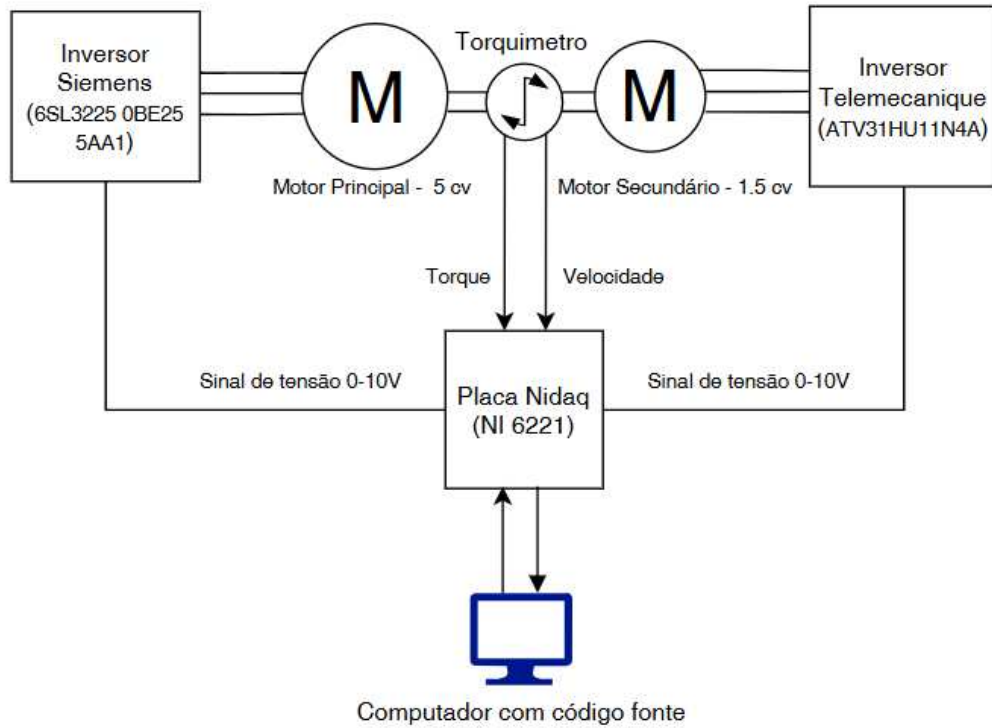 Inversor
Siemens
(6SL3225 0BE25
5AA1)
M
Torquimetro
M
Inversor
Telemecanique
(ATV31HU11N4A)
Motor Principal - 5 cv
Motor Secundário - 1.5 cv
Torque
Velocidade
Sinal de tensão 0-10V
Placa Nidaq
(NI 6221)
Sinal de tensão 0-10V
Computador com código fonte